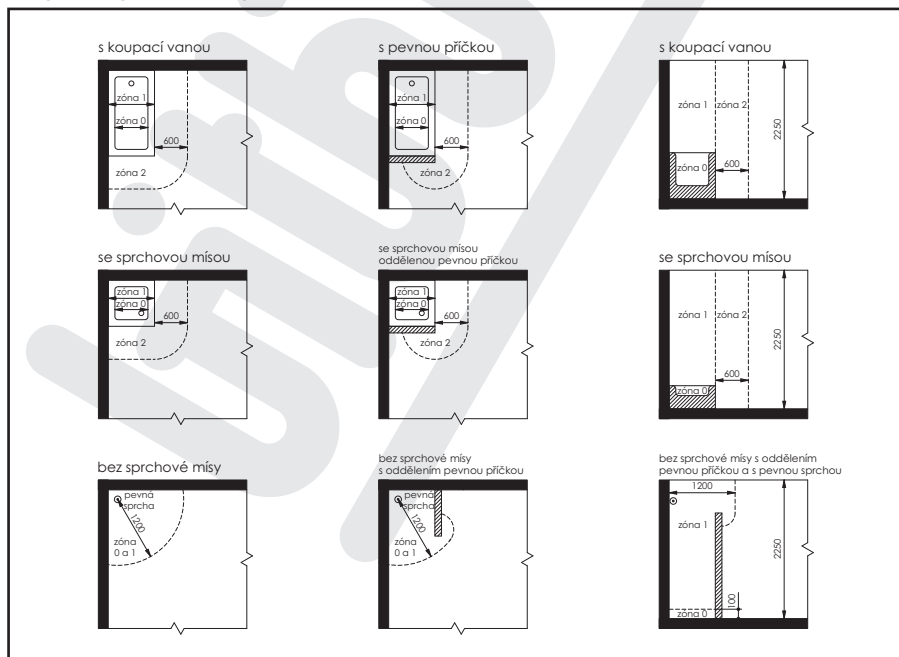 s koupací vanou
zóna 1
zóna 0
600
zóna 2
s pevnou příčkou
zóna 1
zóna 0
600
zóna 2
s koupací vanou
zóna 1
zóna 2
zóna 0
600
2250
se sprchovou mísou
zóna 1
zóna 0
600
zóna 2
se sprchovou mísou
oddělenou pevnou příčkou
zóna 1
zóna 0
600
zóna 2
se sprchovou mísou
zóna 1
zóna 2
600
zóna 0
2250
bez sprchové mísy
pevná
sprcha
1200
zóna
0 a 1
bez sprchové mísy
s oddělením pevnou příčkou
pevná
sprcha
1200
zóna
0 a 1
bez sprchové mísy s oddělením
pevnou příčkou a s pevnou sprchou
1200
zóna 1
2250
100
zóna 0